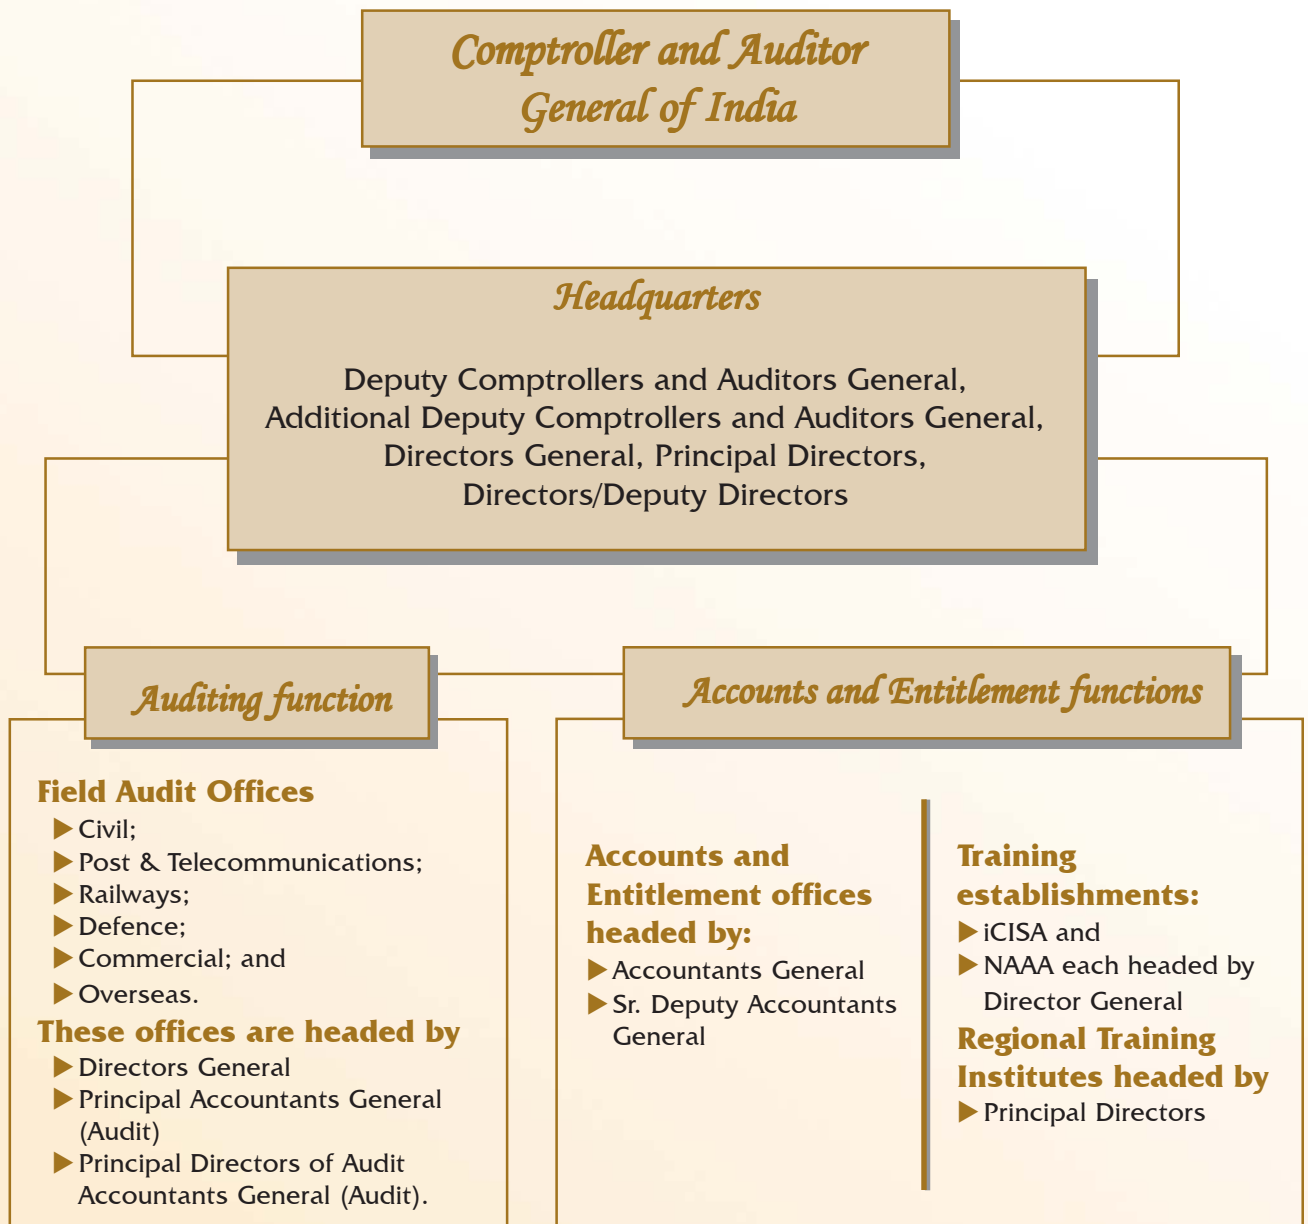 Comptroller and Auditor
General of India
Headquarters
Deputy Comptrollers and Auditors General,
Additional Deputy Comptrollers and Auditors General,
Directors General, Principal Directors,
Directors/Deputy Directors
Auditing function
Field Audit Offices
▶ Civil;
▶ Post & Telecommunications;
▶ Railways;
▶ Defence;
▶ Commercial; and
▶ Overseas.
These offices are headed by
▶ Directors General
▶ Principal Accountants General
(Audit)
▶ Principal Directors of Audit
Accountants General (Audit).
Accounts and Entitlement functions
Accounts and
Entitlement offices
headed by:
▶ Accountants General
▶ Sr. Deputy Accountants
General
Training
establishments:
▶ iCISA and
▶ NAAA each headed by
Director General
Regional Training
Institutes headed by
▶ Principal Directors